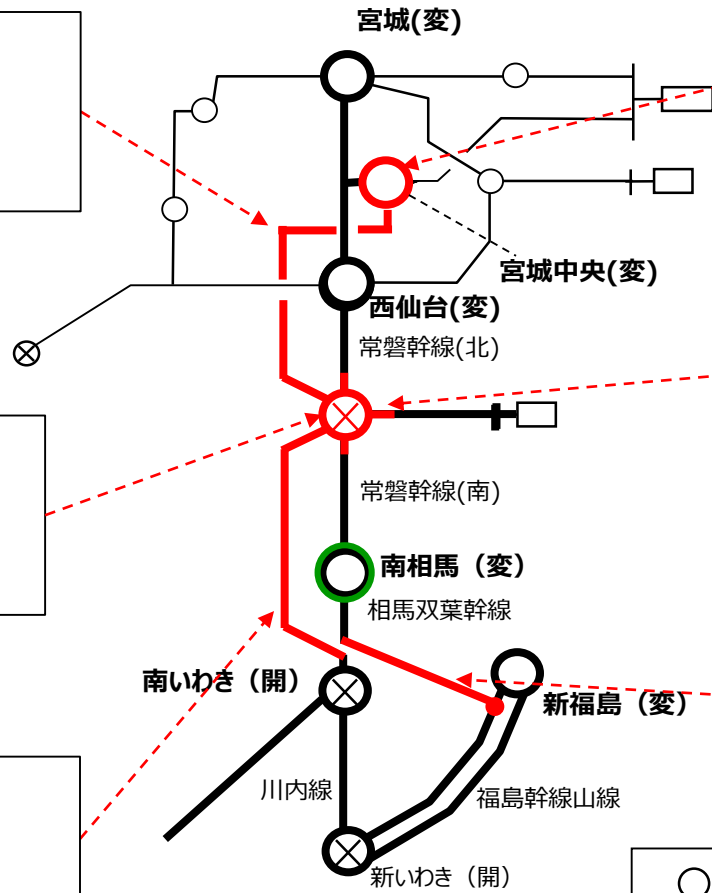 宮城(変)
宮城中央(変)
西仙台(変)
常磐幹線(北)
常磐幹線(南)
南相馬（変）
相馬双葉幹線
南いわき（開）
新福島（変）
川内線
福島幹線山線
新いわき（開）